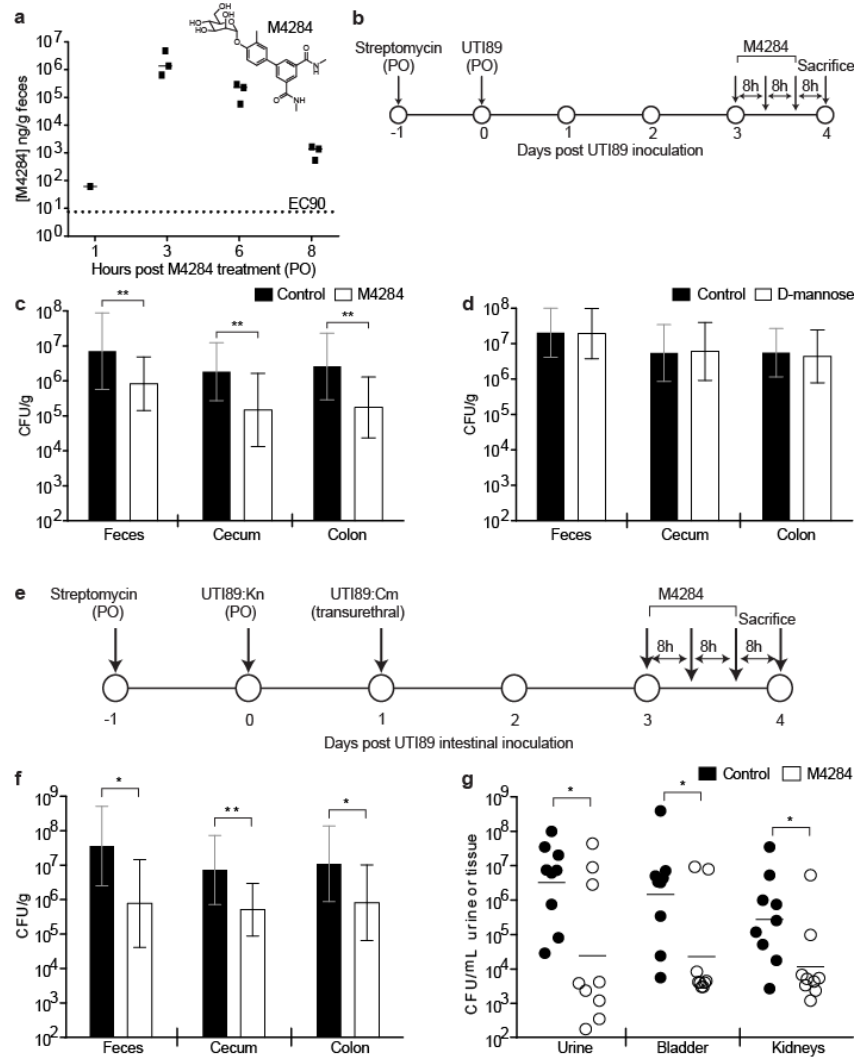 a
M4284
HO
OH
HO
HO
O
O
O
N
H
O
HN
[M4284] ng/g feces
10^7
10^6
10^5
10^4
10^3
10^2
10^1
10^0
EC90
1 3 6 8
Hours post M4284 treatment (PO)
b
Streptomycin
(PO)
UTI89
(PO)
M4284
Sacrifice
8h 8h 8h
-1 0 1 2 3 4
Days post UTI89 inoculation
c
Control M4284
CFU/g
10^8
10^7
10^6
10^5
10^4
10^3
10^2
** ** **
Feces Cecum Colon
d
Control D-mannose
CFU/g
10^8
10^7
10^6
10^5
10^4
10^3
10^2
Feces Cecum Colon
e
Streptomycin
(PO)
UTI89:Kn
(PO)
UTI89:Cm
(transurethral)
M4284
Sacrifice
8h 8h 8h
-1 0 1 2 3 4
Days post UTI89 intestinal inoculation
f
CFU/g
10^9
10^8
10^7
10^6
10^5
10^4
10^3
10^2
* ** *
Feces Cecum Colon
g
Control M4284
CFU/mL urine or tissue
10^9
10^8
10^7
10^6
10^5
10^4
10^3
10^2
* * *
Urine Bladder Kidneys